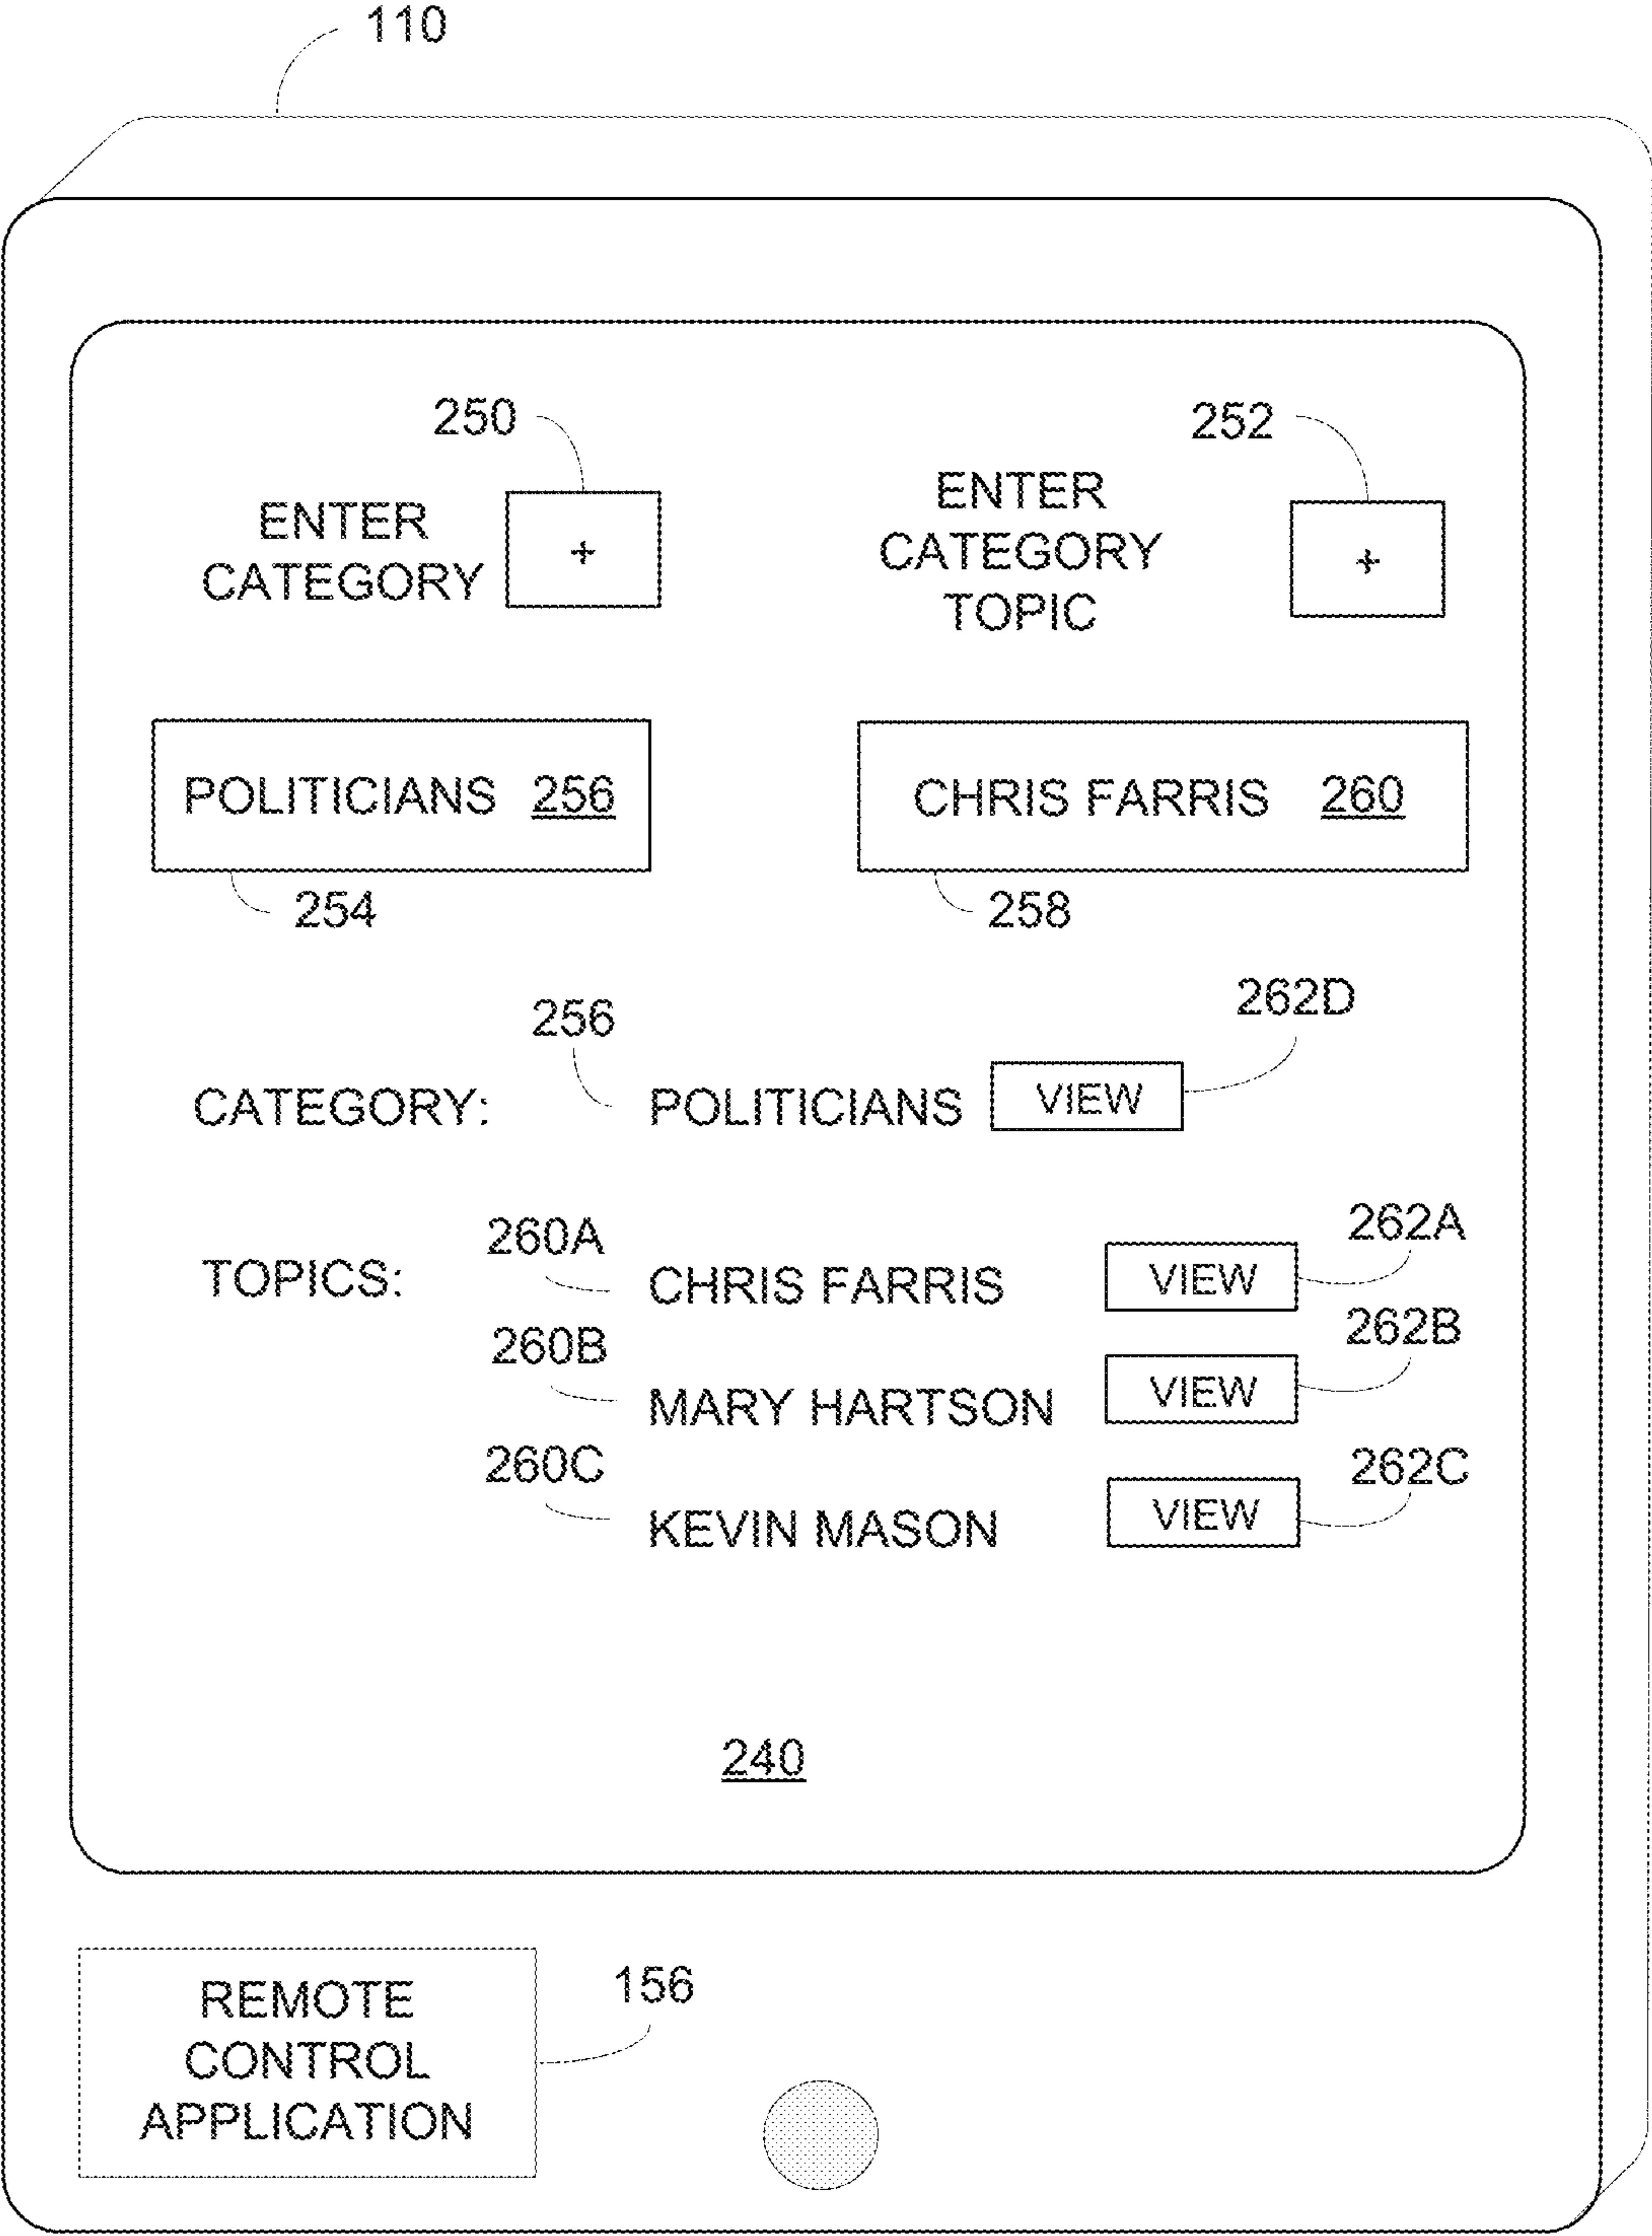 110
250
252
ENTER
CATEGORY
+
ENTER
CATEGORY
TOPIC
+
POLITICIANS 256
CHRIS FARRIS 260
254
258
256
262D
CATEGORY: POLITICIANS VIEW
260A
262A
TOPICS: CHRIS FARRIS VIEW
260B
262B
MARY HARTSON VIEW
260C
262C
KEVIN MASON VIEW
240
REMOTE
CONTROL
APPLICATION
156